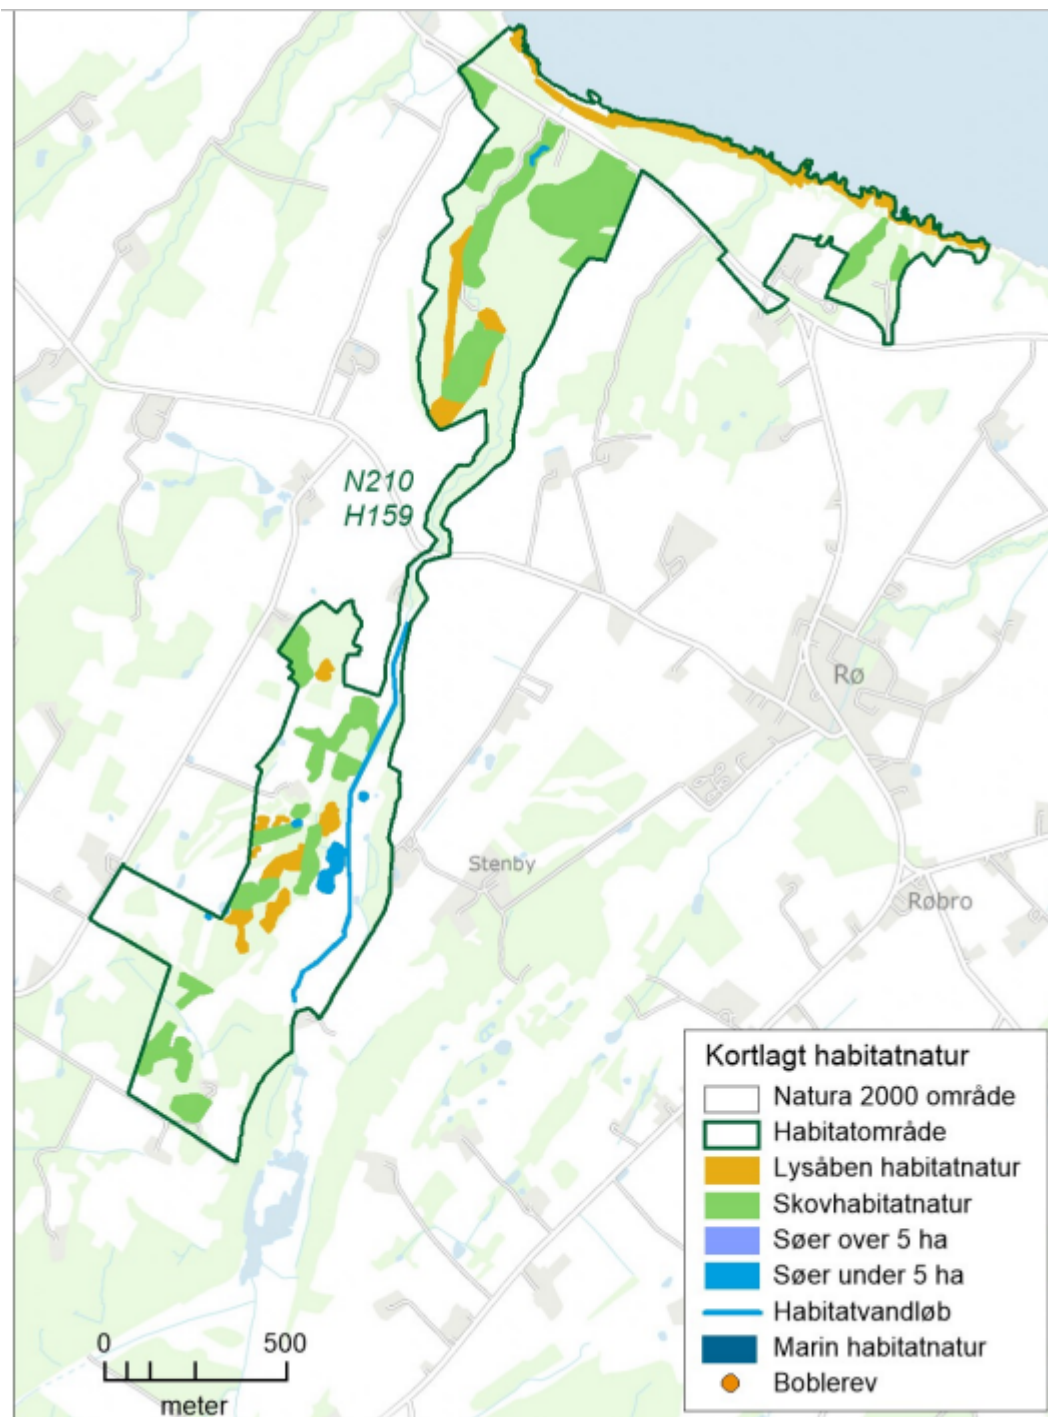 N210
H159
Rø
Stenby
Røbro
Kortlagt habitatnatur
Natura 2000 område
Habitatområde
Lysåben habitatnatur
Skovhabitatnatur
Søer over 5 ha
Søer under 5 ha
Habitatvandløb
Marin habitatnatur
Boblerev
0 500
meter